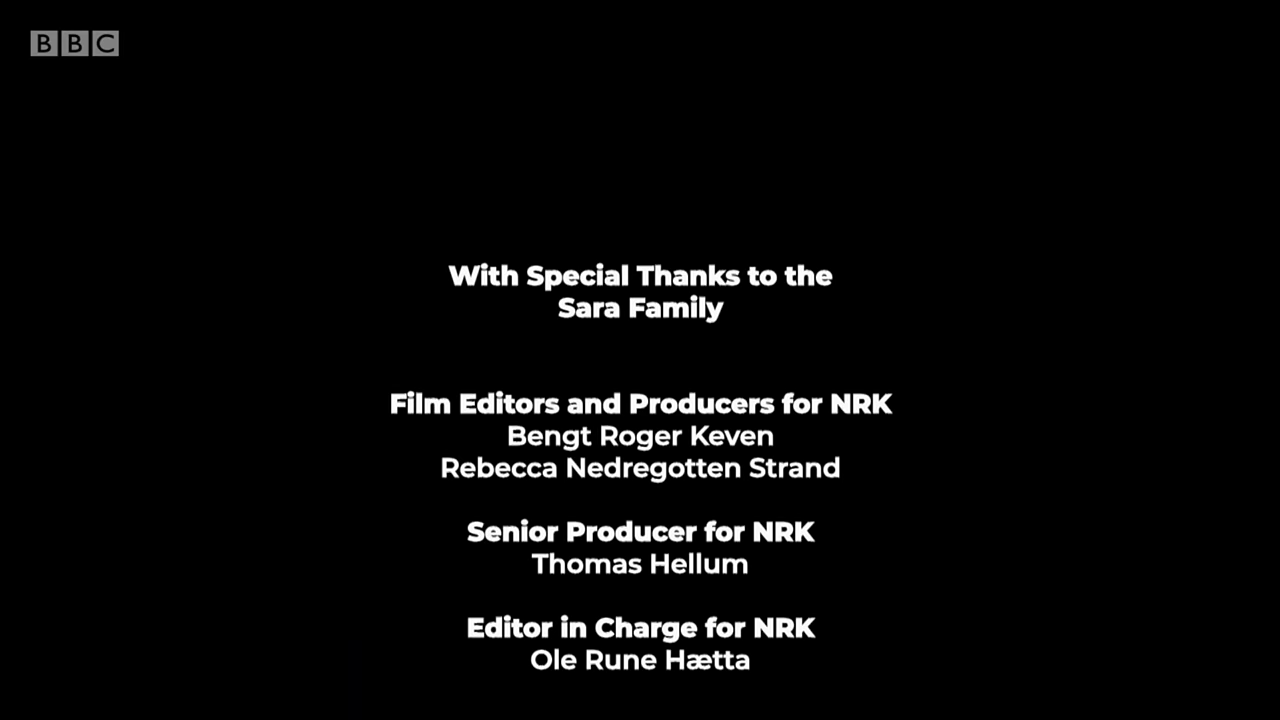 BBC
With Special Thanks to the
Sara Family
Film Editors and Producers for NRK
Bengt Roger Keven
Rebecca Nedregotten Strand
Senior Producer for NRK
Thomas Hellum
Editor in Charge for NRK
Ole Rune Hætta